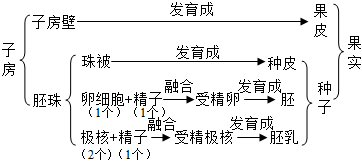 子房
子房壁 发育成 果皮
果实
胚珠
珠被 发育成 种皮
卵细胞+精子 融合 受精卵 发育成 胚
(1个) (1个)
种子
极核+精子 融合 受精极核 发育成 胚乳
(2个) (1个)